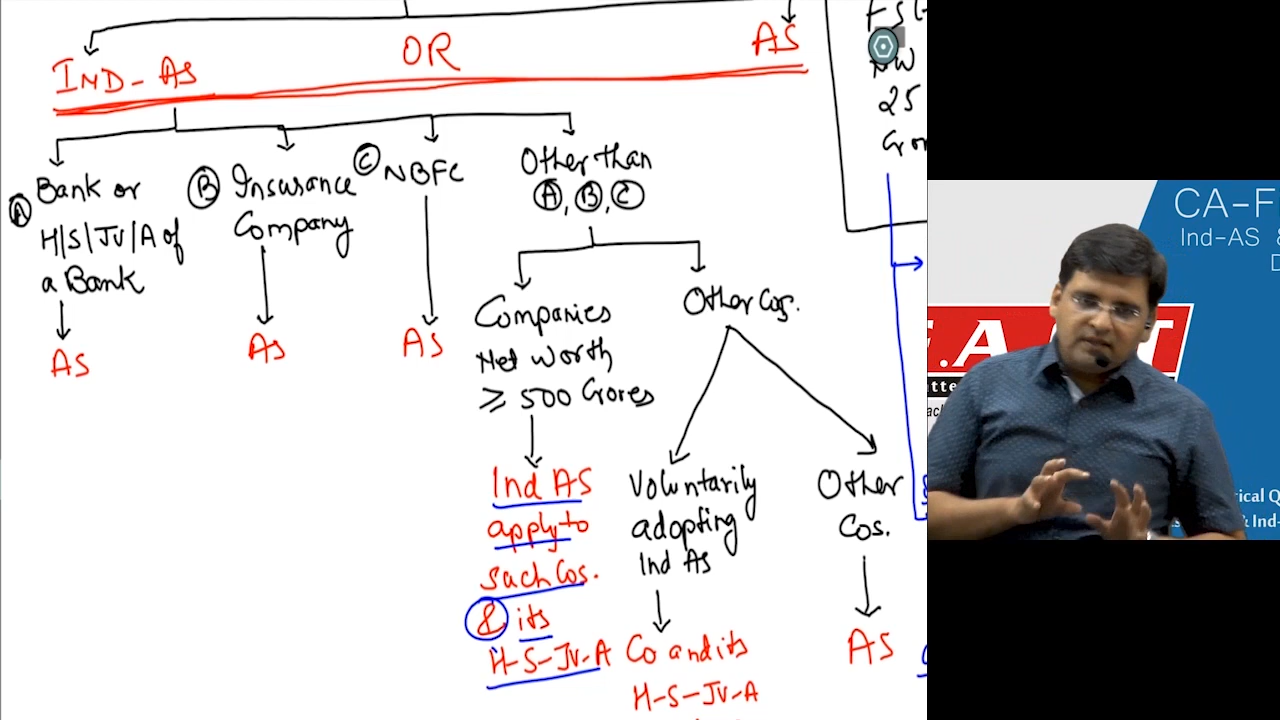 IND-AS
OR
AS
A Bank or
H/S/JV/A of
a Bank
AS
B Insurance
Company
AS
C NBFC
AS
Other than
A, B, C
Companies
Net Worth
≥ 500 Crores
Ind AS
apply to
such Cos.
& its
H-S-JV-A
Other Cos.
Voluntarily
adopting
Ind AS
Co and its
H-S-JV-A
Other
Cos.
AS
NW
25
CA-F
Ind-AS &
D